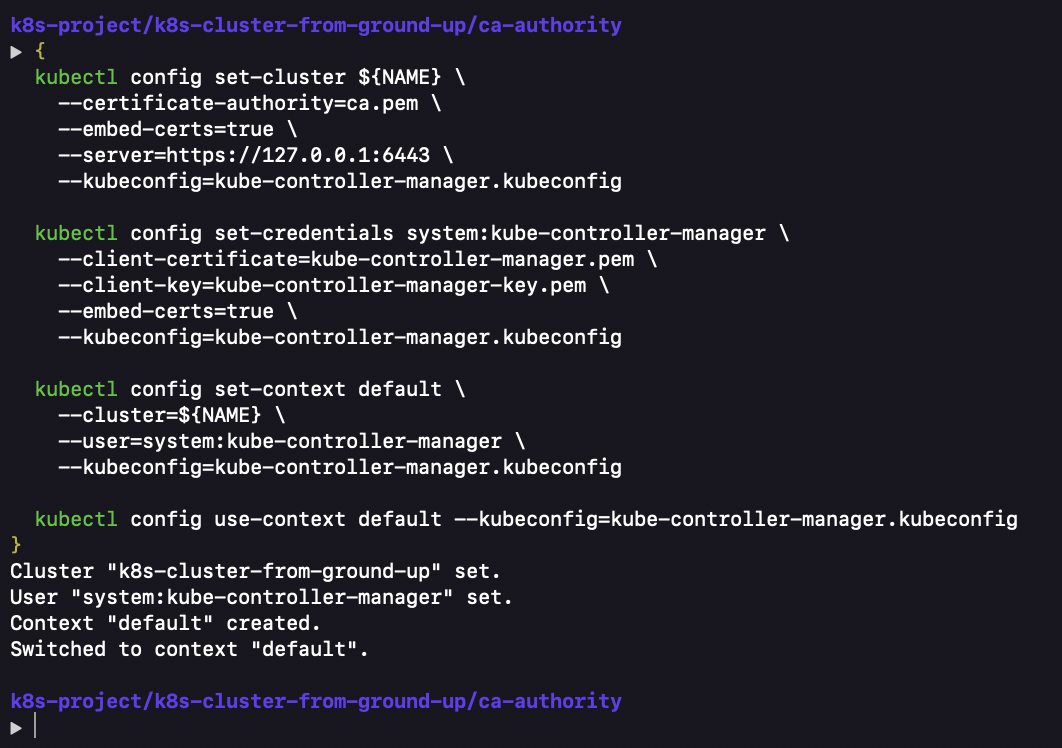 k8s-project/k8s-cluster-from-ground-up/ca-authority
{
kubectl config set-cluster ${NAME} \
--certificate-authority=ca.pem \
--embed-certs=true \
--server=https://127.0.0.1:6443 \
--kubeconfig=kube-controller-manager.kubeconfig
kubectl config set-credentials system:kube-controller-manager \
--client-certificate=kube-controller-manager.pem \
--client-key=kube-controller-manager-key.pem \
--embed-certs=true \
--kubeconfig=kube-controller-manager.kubeconfig
kubectl config set-context default \
--cluster=${NAME} \
--user=system:kube-controller-manager \
--kubeconfig=kube-controller-manager.kubeconfig
kubectl config use-context default --kubeconfig=kube-controller-manager.kubeconfig
}
Cluster "k8s-cluster-from-ground-up" set.
User "system:kube-controller-manager" set.
Context "default" created.
Switched to context "default".
k8s-project/k8s-cluster-from-ground-up/ca-authority